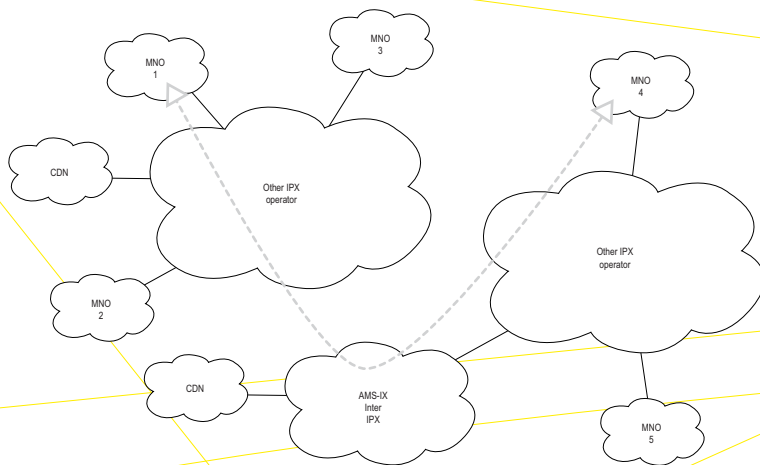 MNO
1
MNO
3
MNO
4
CDN
Other IPX
operator
Other IPX
operator
MNO
2
CDN
AMS-IX
Inter
IPX
MNO
5